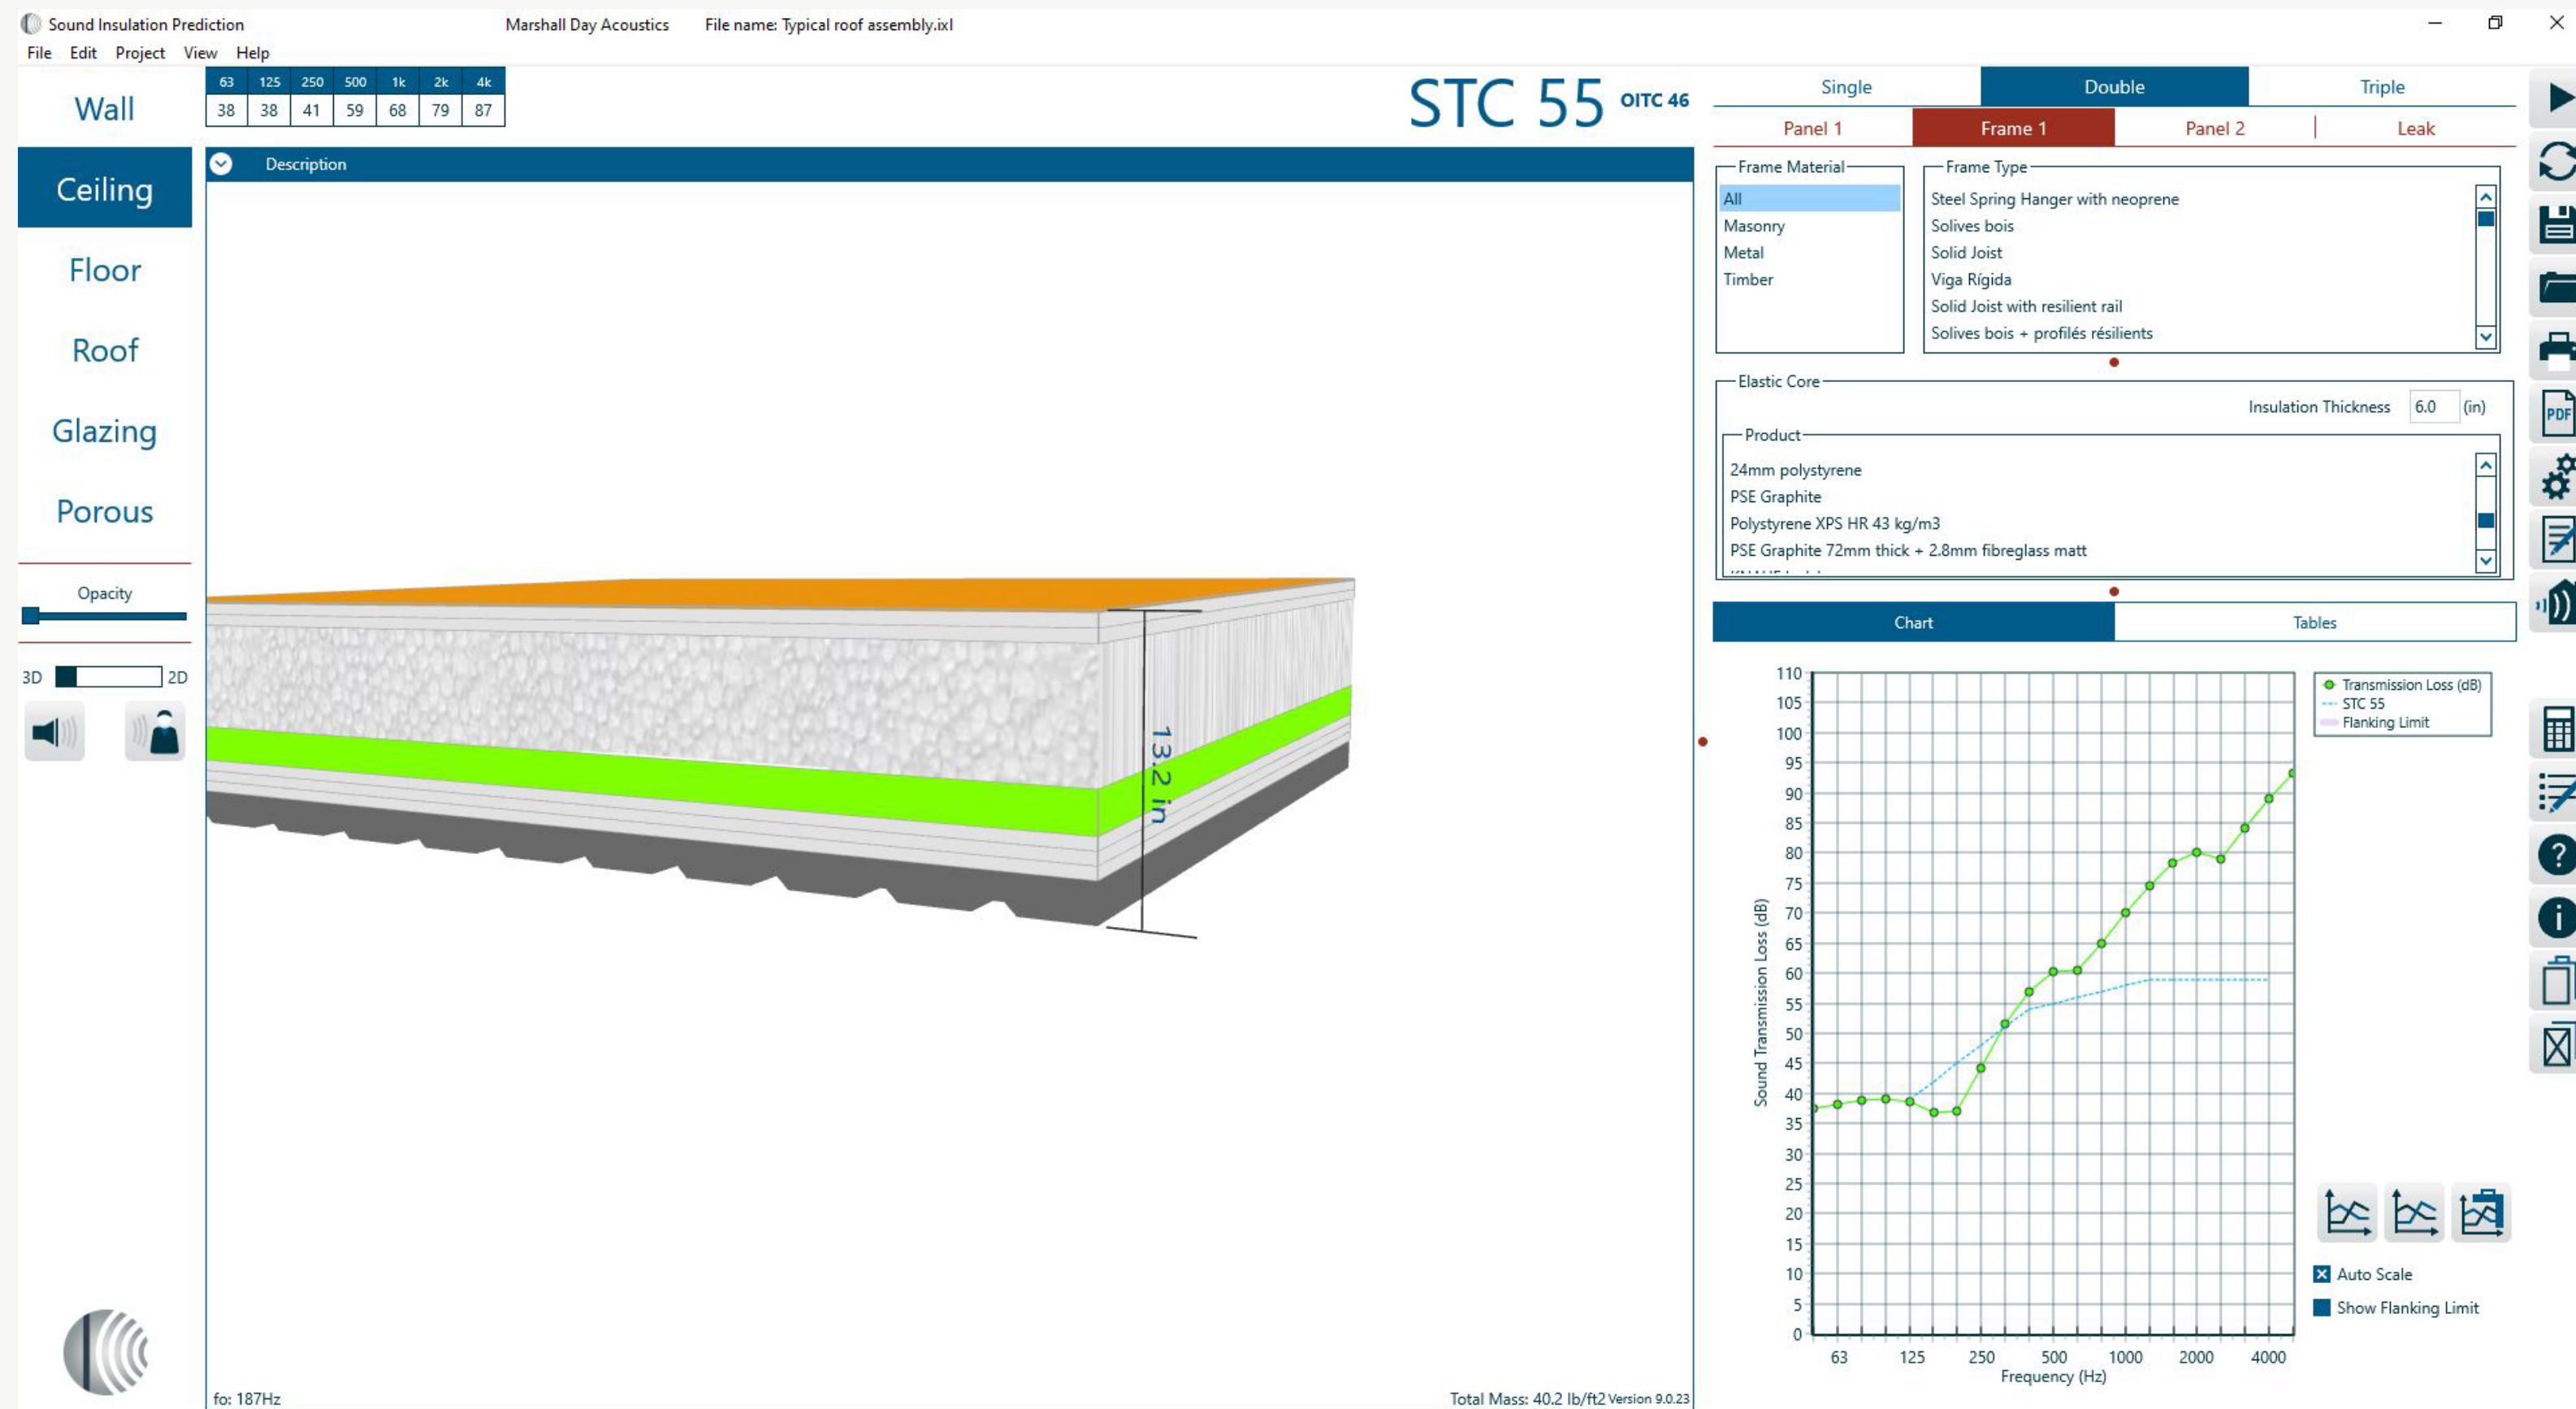 Sound Insulation Prediction
Marshall Day Acoustics
File name: Typical roof assembly.ixl
File Edit Project View Help
Wall
Ceiling
Floor
Roof
Glazing
Porous
Opacity
3D 2D
63 125 250 500 1k 2k 4k
38 38 41 59 68 79 87
STC 55 OITC 46
Description
13.2 in
fo: 187Hz
Total Mass: 40.2 lb/ft2 Version 9.0.23
Single Double Triple
Panel 1 Frame 1 Panel 2 | Leak
Frame Material
All
Masonry
Metal
Timber
Frame Type
Steel Spring Hanger with neoprene
Solives bois
Solid Joist
Viga Rígida
Solid Joist with resilient rail
Solives bois + profilés résilients
Elastic Core
Insulation Thickness 6.0 (in)
Product
24mm polystyrene
PSE Graphite
Polystyrene XPS HR 43 kg/m3
PSE Graphite 72mm thick + 2.8mm fibreglass matt
Chart Tables
Transmission Loss (dB)
STC 55
Flanking Limit
Sound Transmission Loss (dB)
110
105
100
95
90
85
80
75
70
65
60
55
50
45
40
35
30
25
20
15
10
5
0
63 125 250 500 1000 2000 4000
Frequency (Hz)
Auto Scale
Show Flanking Limit
PDF